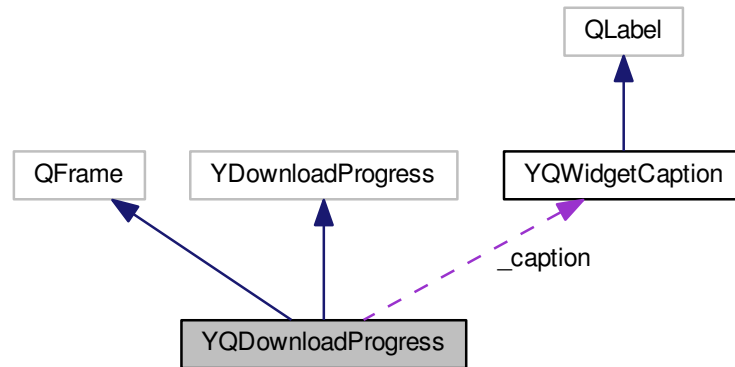 QLabel
QFrame
YDownloadProgress
YQWidgetCaption
_caption
YQDownloadProgress